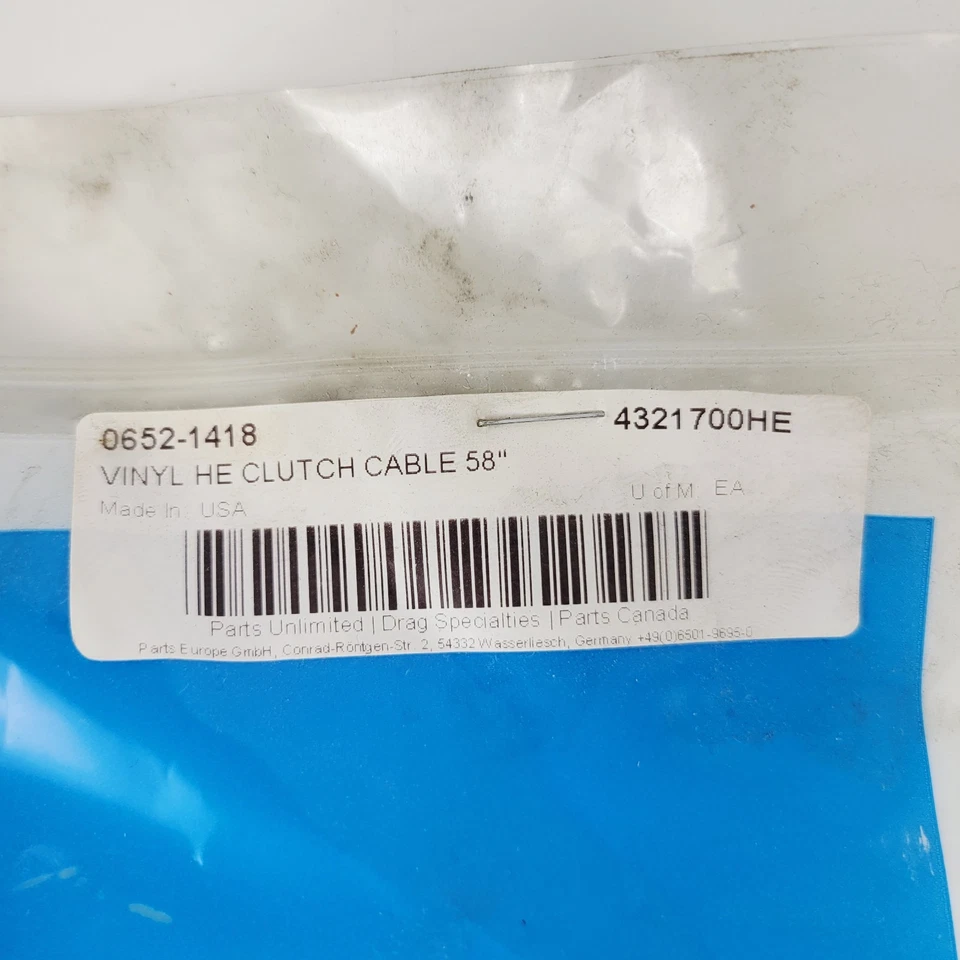 0652-1418 4321700HE
VINYL HE CLUTCH CABLE 58"
Made In: USA U of M EA
Parts Unlimited | Drag Specialties | Parts Canada
Parts Europe GmbH, Conrad-Röntgen-Str. 2, 54332 Wasserliesch, Germany +49(0)6501-9695-0